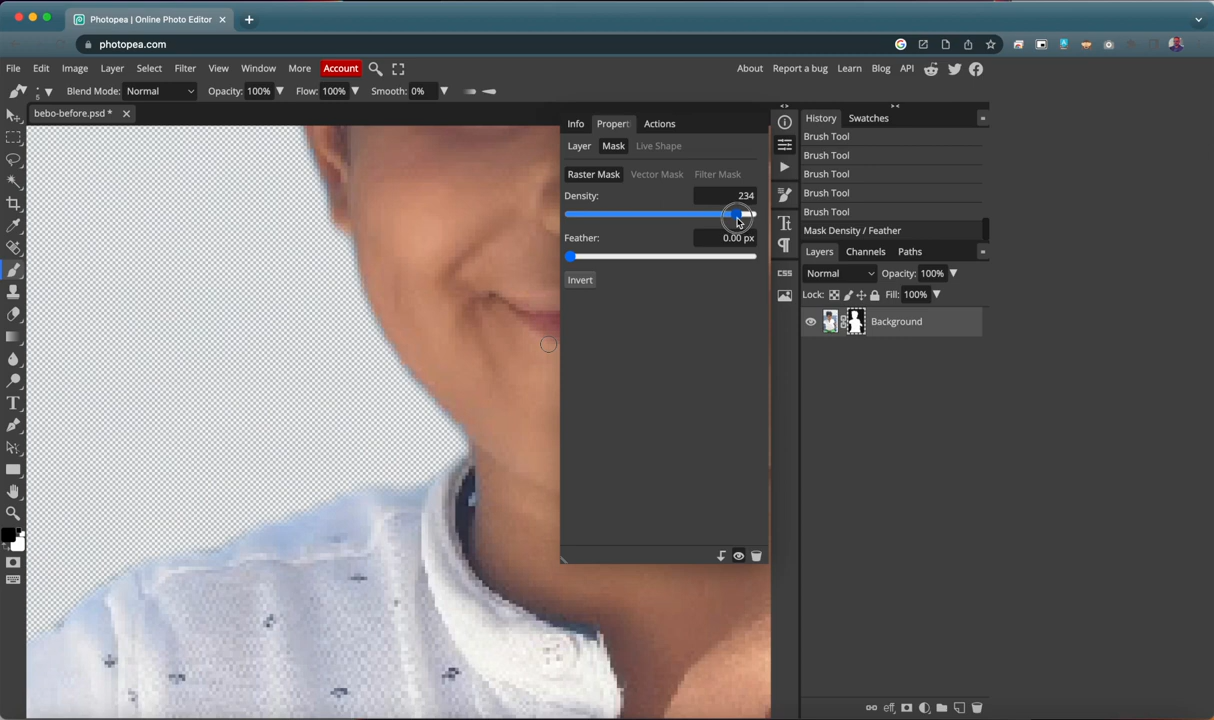 Photopea | Online Photo Editor
photopea.com
File Edit Image Layer Select Filter View Window More Account About Report a bug Learn Blog API
5 Blend Mode: Normal Opacity: 100% Flow: 100% Smooth: 0%
bebo-before.psd *
Info Propert Actions
Layer Mask Live Shape
Raster Mask Vector Mask Filter Mask
Density: 234
Feather: 0.00 px
Invert
CSS
History Swatches
Brush Tool
Brush Tool
Brush Tool
Brush Tool
Brush Tool
Mask Density / Feather
Layers Channels Paths
Normal Opacity: 100%
Lock: Fill: 100%
Background
eff